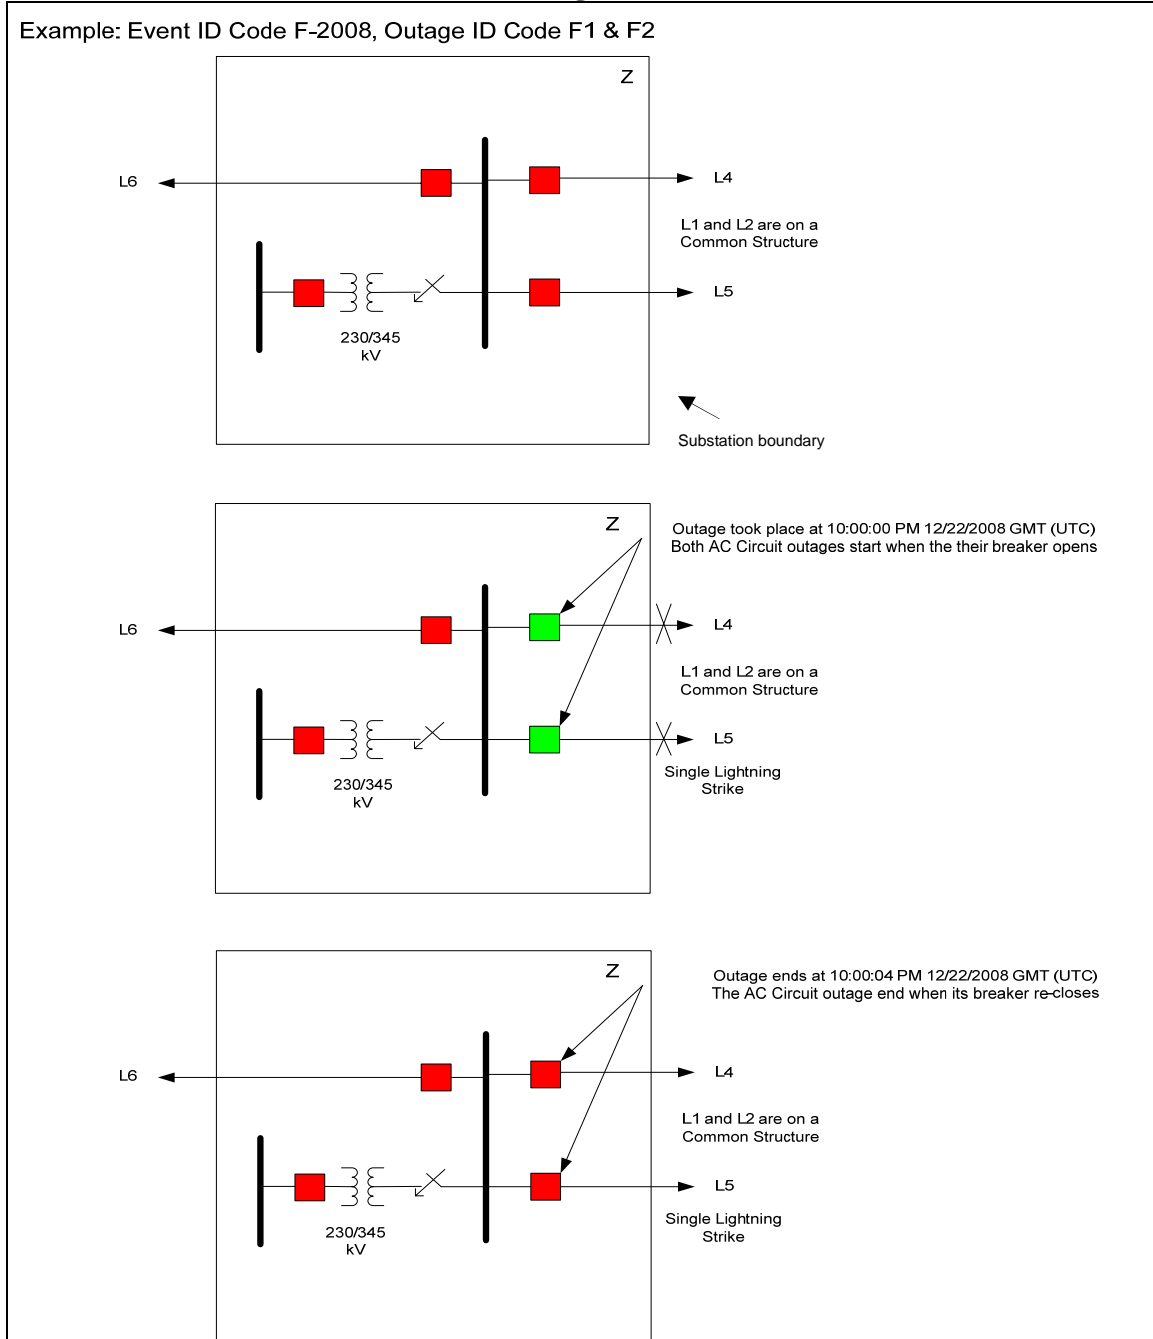 Example: Event ID Code F-2008, Outage ID Code F1 & F2
Z
L6
L4
L1 and L2 are on a
Common Structure
L5
230/345
kV
Substation boundary
Z
Outage took place at 10:00:00 PM 12/22/2008 GMT (UTC)
Both AC Circuit outages start when the their breaker opens
L6
L4
L1 and L2 are on a
Common Structure
L5
Single Lightning
Strike
230/345
kV
Z
Outage ends at 10:00:04 PM 12/22/2008 GMT (UTC)
The AC Circuit outage end when its breaker re-closes
L6
L4
L1 and L2 are on a
Common Structure
L5
Single Lightning
Strike
230/345
kV